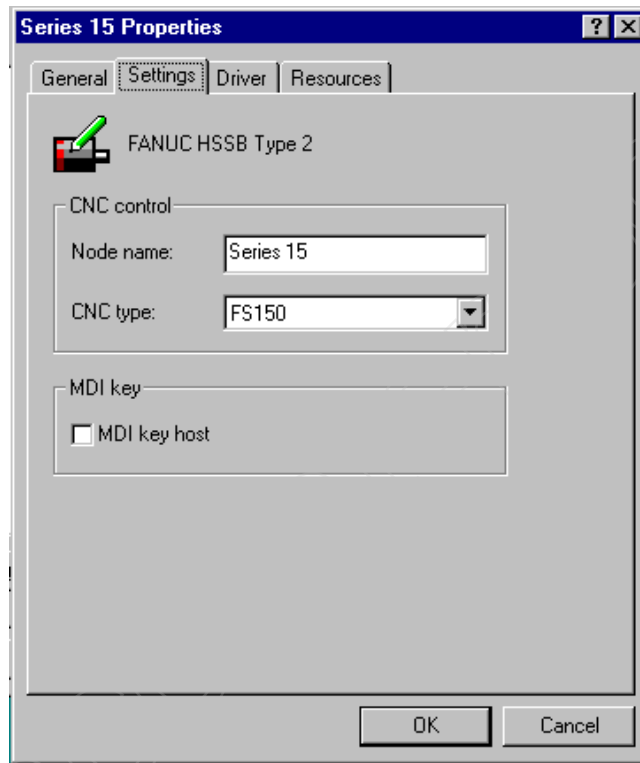 Series 15 Properties
General Settings Driver Resources
FANUC HSSB Type 2
CNC control
Node name: Series 15
CNC type: FS150
MDI key
MDI key host
OK Cancel